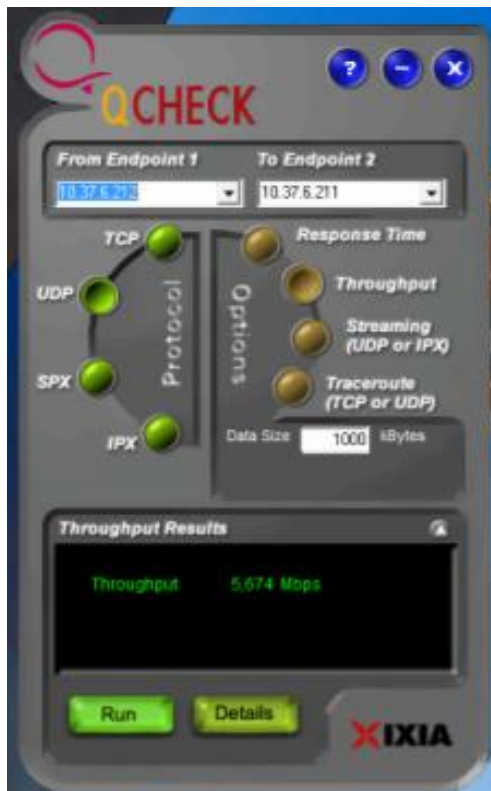 QCHECK
From Endpoint 1
To Endpoint 2
10.37.6.212
10.37.6.211
TCP
UDP
SPX
IPX
Protocol
Options
Response Time
Throughput
Streaming
(UDP or IPX)
Traceroute
(TCP or UDP)
Data Size 1000 kBytes
Throughput Results
Throughput 5,674 Mbps
Run
Details
XIXIA